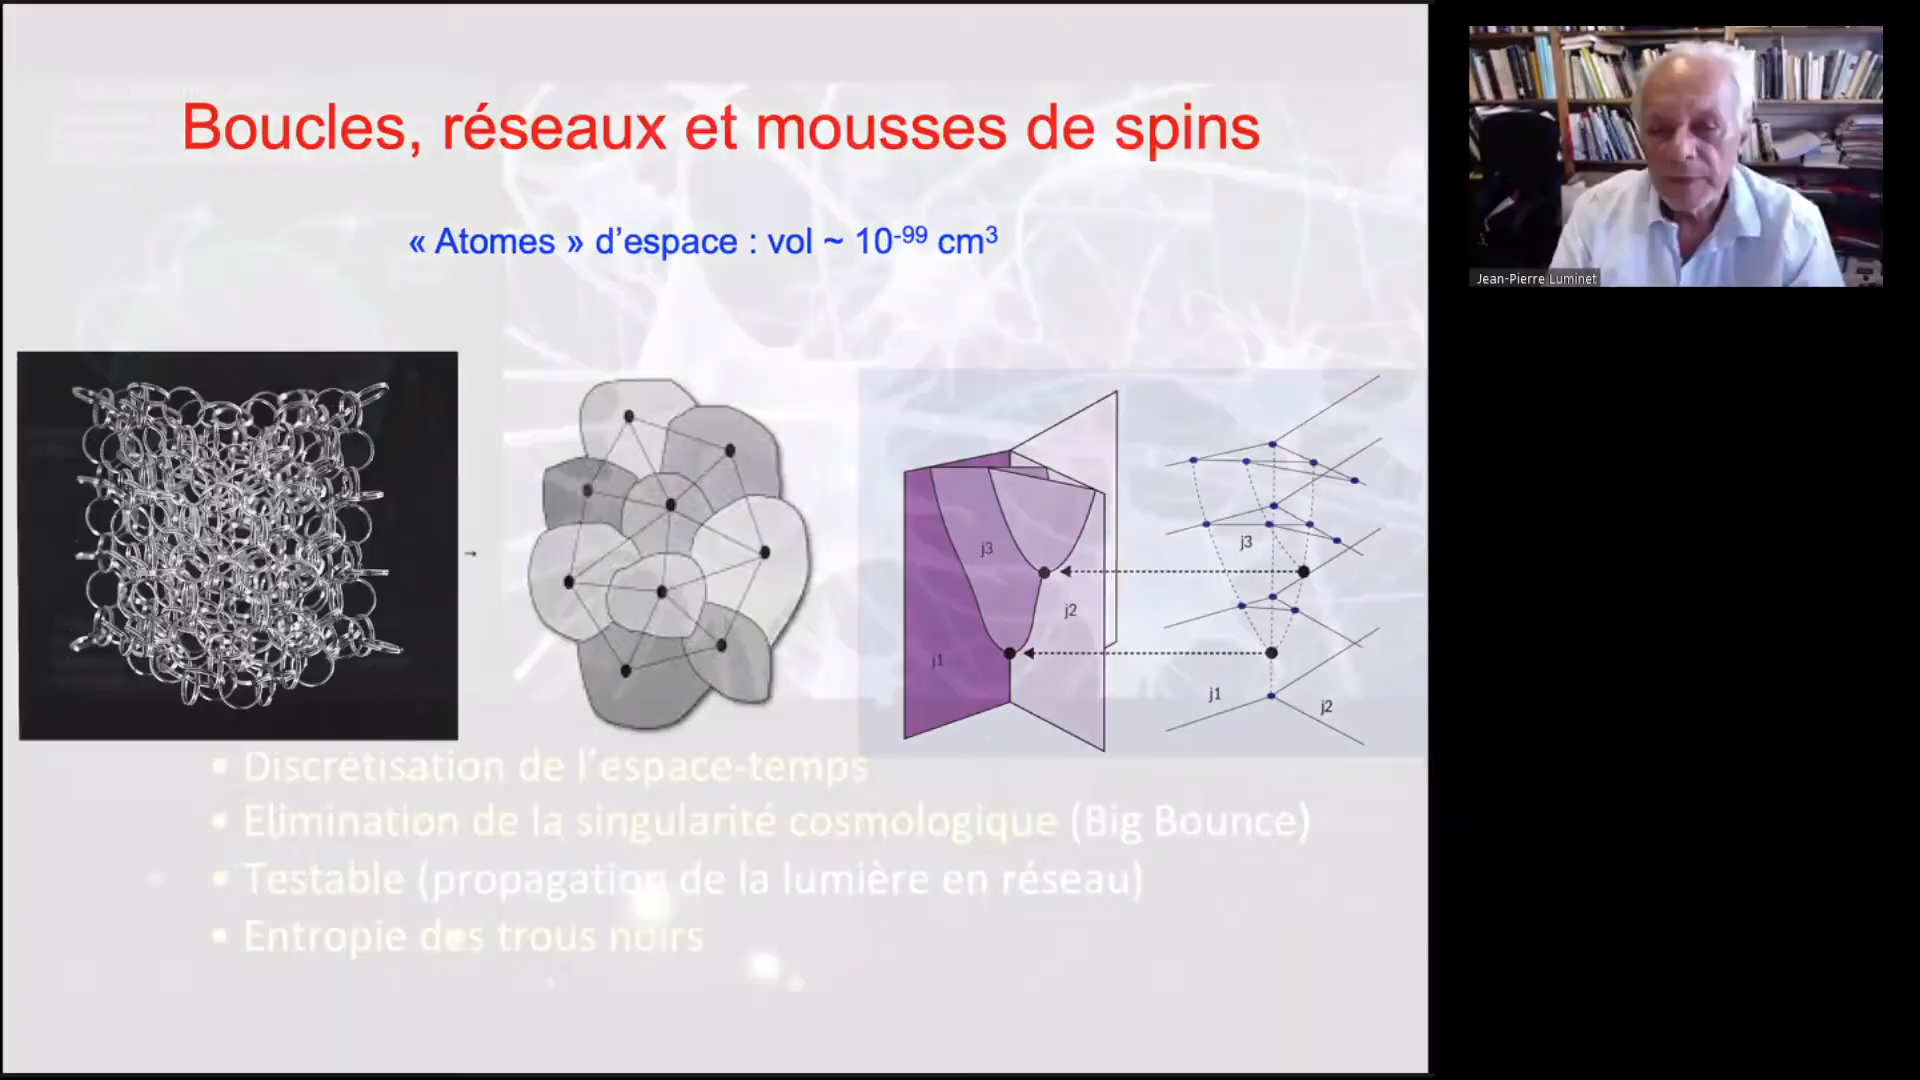 Boucles, réseaux et mousses de spins
« Atomes » d’espace : vol ~ 10⁻⁹⁹ cm³
→
j3
j2
j1
j3
j1
j2
• Discrétisation de l’espace-temps
• Elimination de la singularité cosmologique (Big Bounce)
• Testable (propagation de la lumière en réseau)
• Entropie des trous noirs
Jean-Pierre Luminet